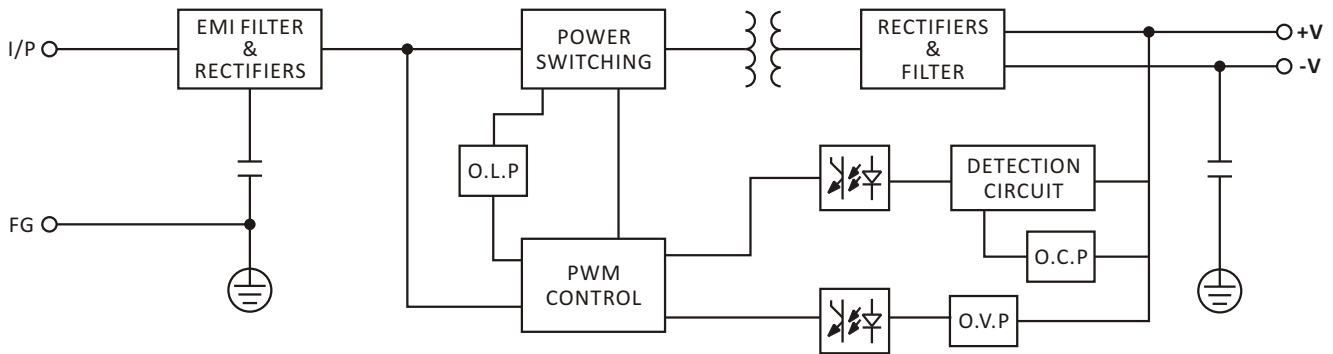 I/P
EMI FILTER
&
RECTIFIERS
POWER
SWITCHING
RECTIFIERS
&
FILTER
+V
-V
O.L.P
DETECTION
CIRCUIT
FG
O.C.P
PWM
CONTROL
O.V.P